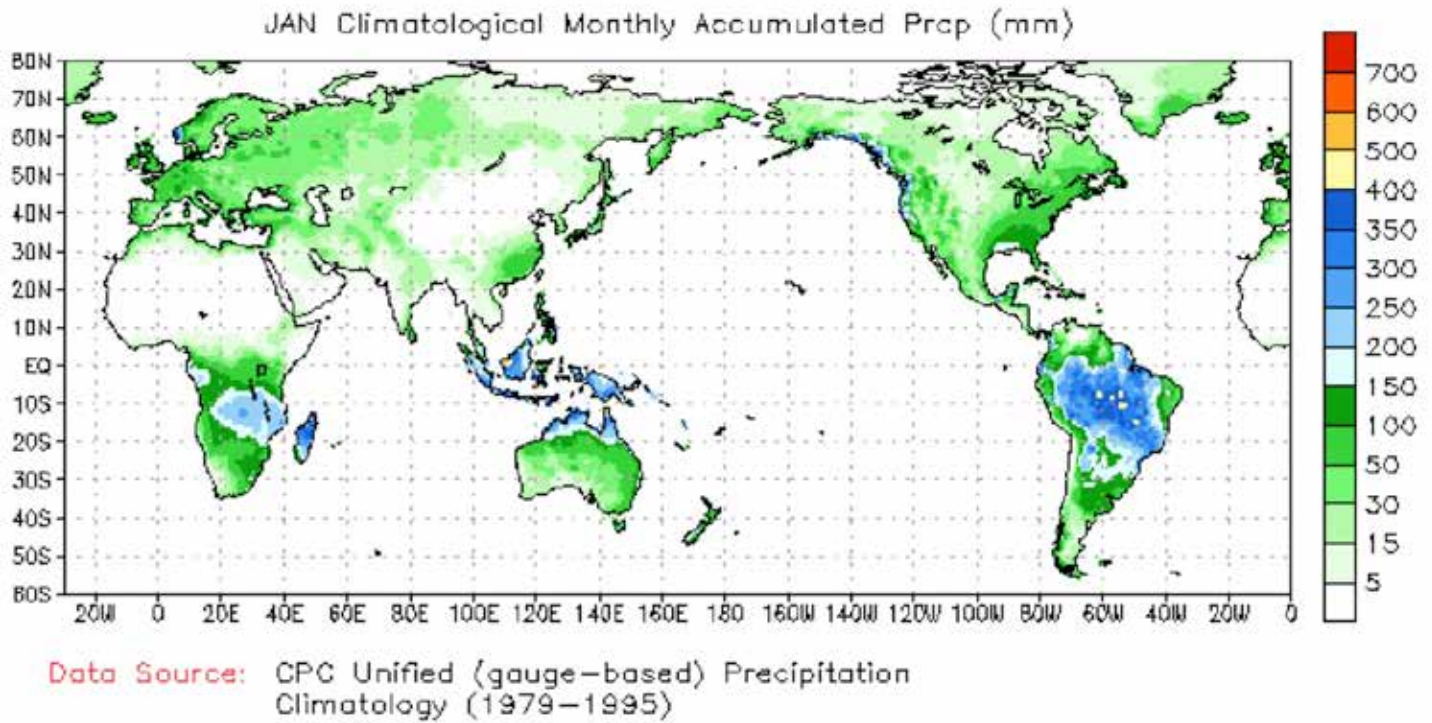 JAN Climatological Monthly Accumulated Prcp (mm)
80N
70N
60N
50N
40N
30N
20N
10N
EQ
10S
20S
30S
40S
50S
60S
20W 0 20E 40E 60E 80E 100E 120E 140E 160E 180 160W 140W 120W 100W 80W 60W 40W 20W 0
700
600
500
400
350
300
250
200
150
100
50
30
15
5
Data Source: CPC Unified (gauge-based) Precipitation
Climatology (1979-1995)